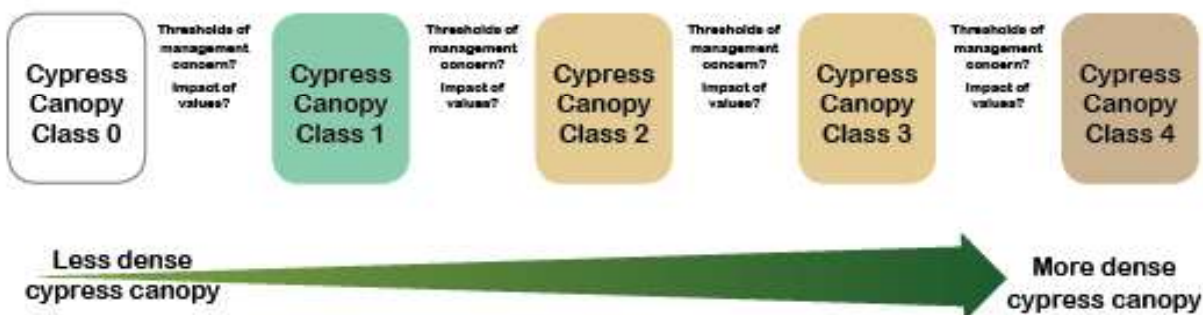 Cypress
Canopy
Class 0
Thresholds of
management
concern?
Impact of
values?
Cypress
Canopy
Class 1
Thresholds of
management
concern?
Impact of
values?
Cypress
Canopy
Class 2
Thresholds of
management
concern?
Impact of
values?
Cypress
Canopy
Class 3
Thresholds of
management
concern?
Impact of
values?
Cypress
Canopy
Class 4
Less dense
cypress canopy
More dense
cypress canopy